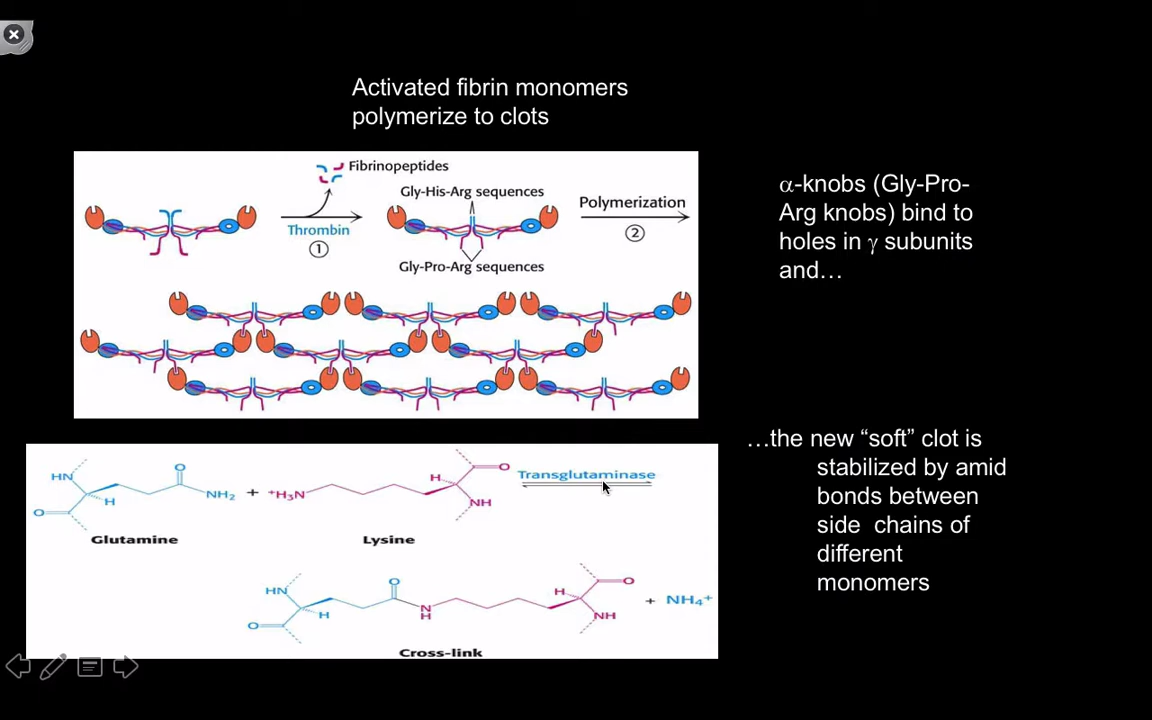 Activated fibrin monomers
polymerize to clots
Fibrinopeptides
Gly-His-Arg sequences
Thrombin
①
Gly-Pro-Arg sequences
Polymerization
②
α-knobs (Gly-Pro-
Arg knobs) bind to
holes in γ subunits
and…
…the new “soft” clot is
stabilized by amid
bonds between
side chains of
different
monomers
HN
H
O
O
NH₂
+
⁺H₃N
H
O
NH
Transglutaminase
Glutamine
Lysine
HN
H
O
O
N
H
H
O
NH
+ NH₄⁺
Cross-link